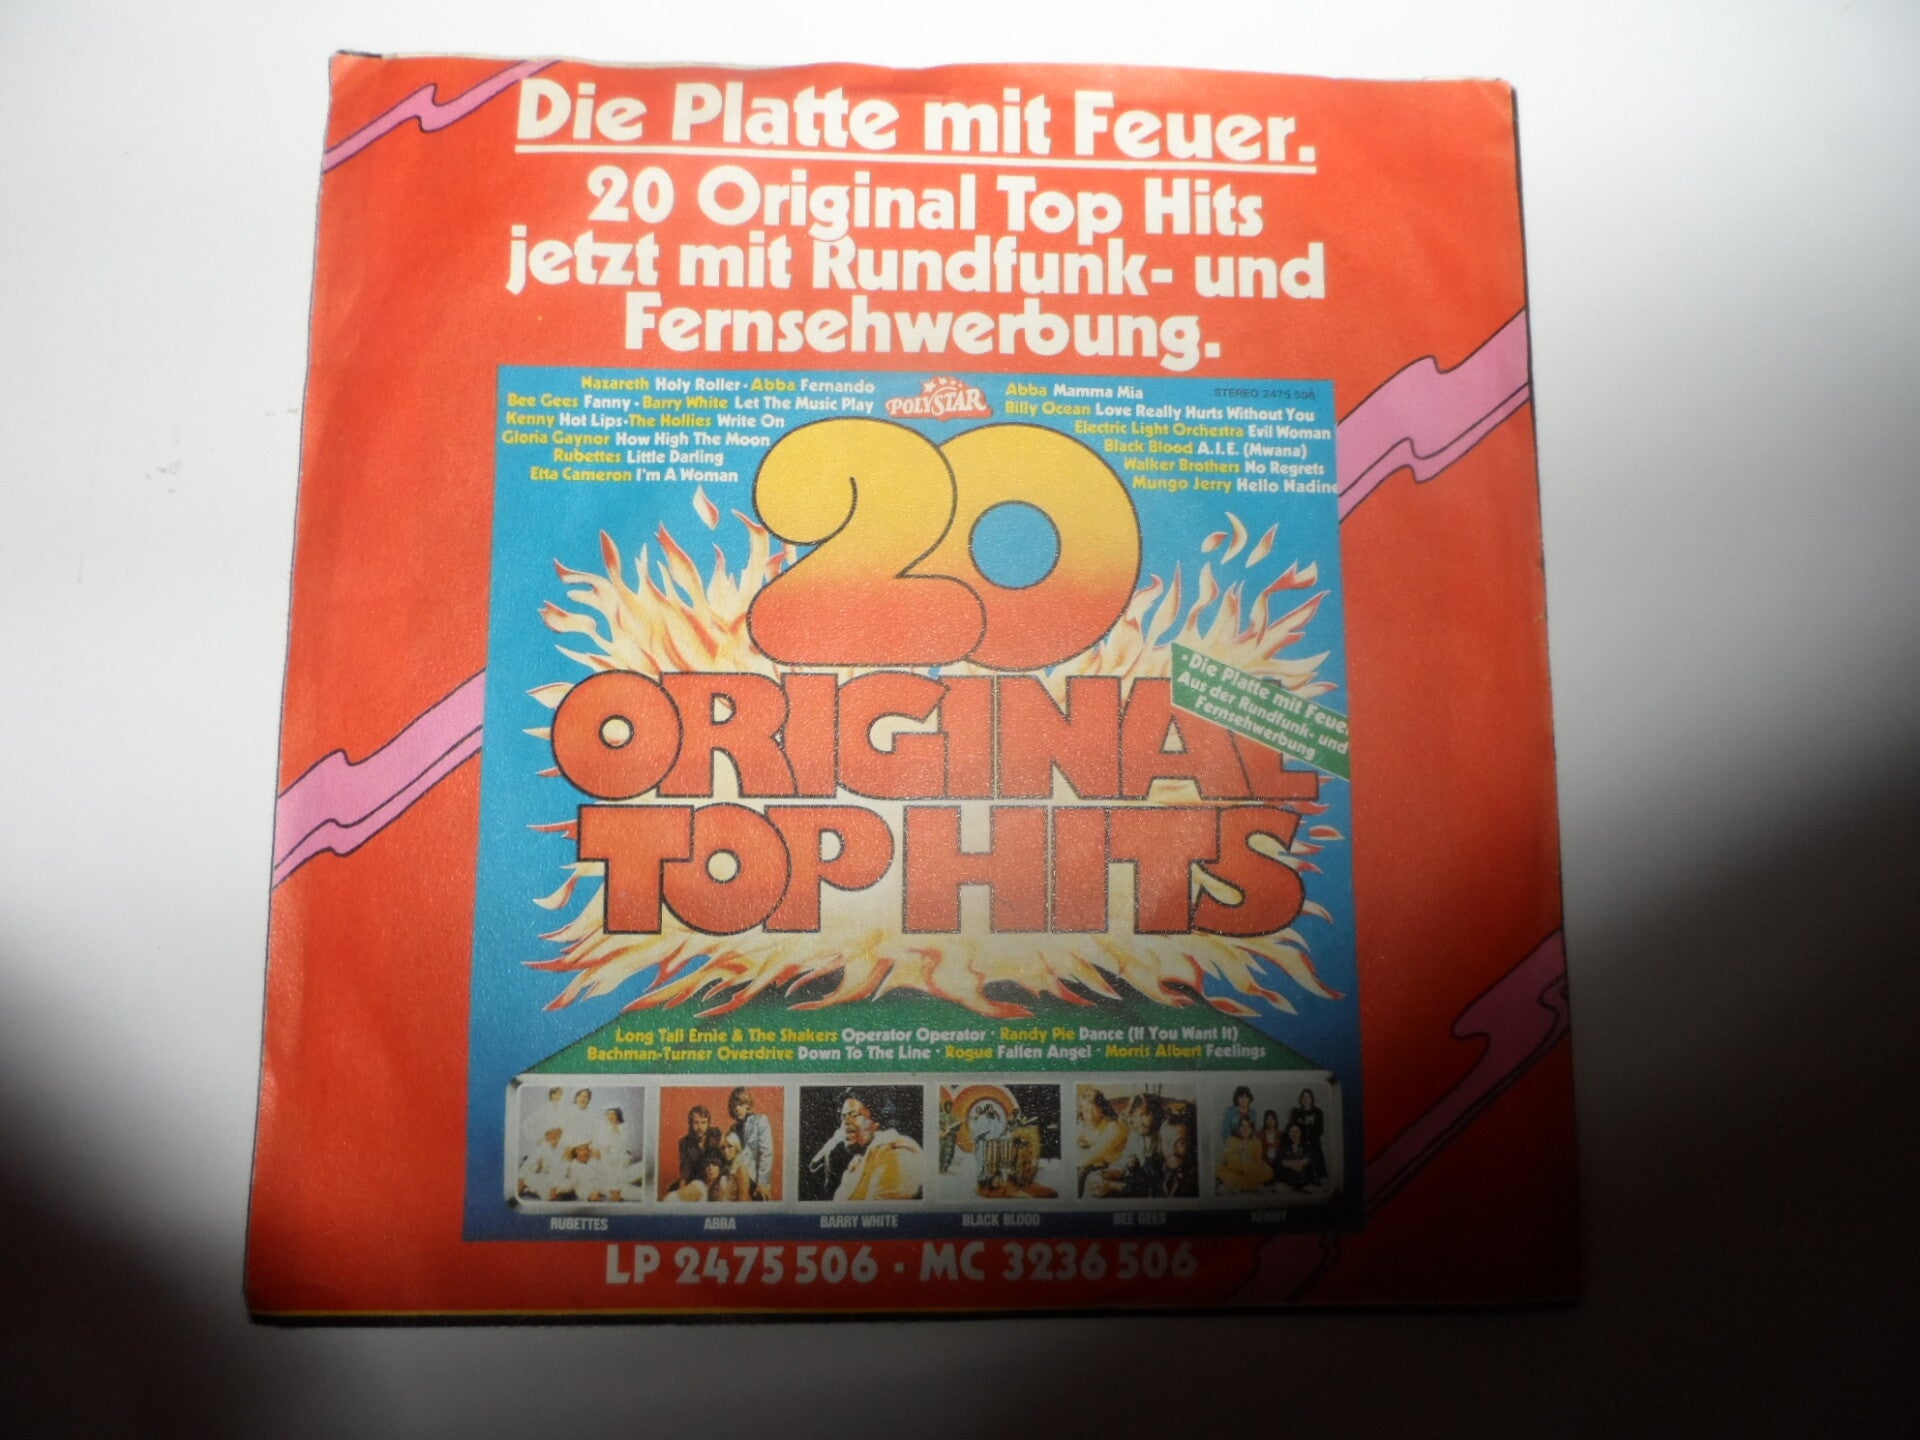 Die Platte mit Feuer.
20 Original Top Hits
jetzt mit Rundfunk- und
Fernsehwerbung.
Nazareth Holy Roller · Abba Fernando
Bee Gees Fanny · Barry White Let The Music Play
Kenny Hot Lips · The Hollies Write On
Gloria Gaynor How High The Moon
Rubettes Little Darling
Etta Cameron I'm A Woman
POLYSTAR
STEREO 2475 506
Abba Mamma Mia
Billy Ocean Love Really Hurts Without You
Electric Light Orchestra Evil Woman
Black Blood A.I.E. (Mwana)
Walker Brothers No Regrets
Mungo Jerry Hello Nadine
20
ORIGINAL
TOP HITS
Die Platte mit Feuer.
Aus der Rundfunk- und
Fernsehwerbung
Long Tall Ernie & The Shakers Operator Operator · Randy Pie Dance (If You Want It)
Bachman-Turner Overdrive Down To The Line · Rogue Fallen Angel · Morris Albert Feelings
RUBETTES ABBA BARRY WHITE BLACK BLOOD BEE GEES KENNY
LP 2475 506 · MC 3236 506